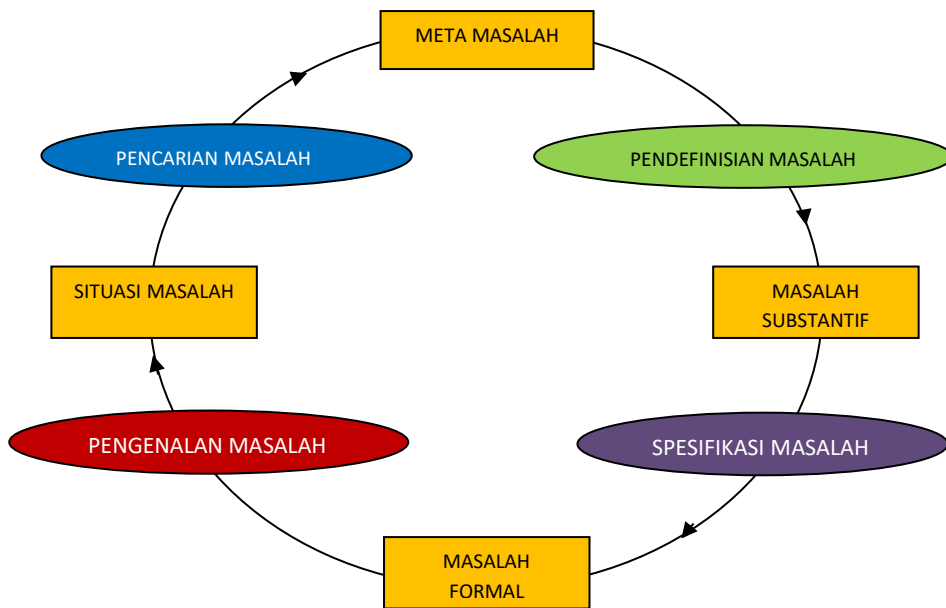 META MASALAH
PENCARIAN MASALAH
PENDEFINISIAN MASALAH
SITUASI MASALAH
MASALAH
SUBSTANTIF
PENGENALAN MASALAH
SPESIFIKASI MASALAH
MASALAH
FORMAL